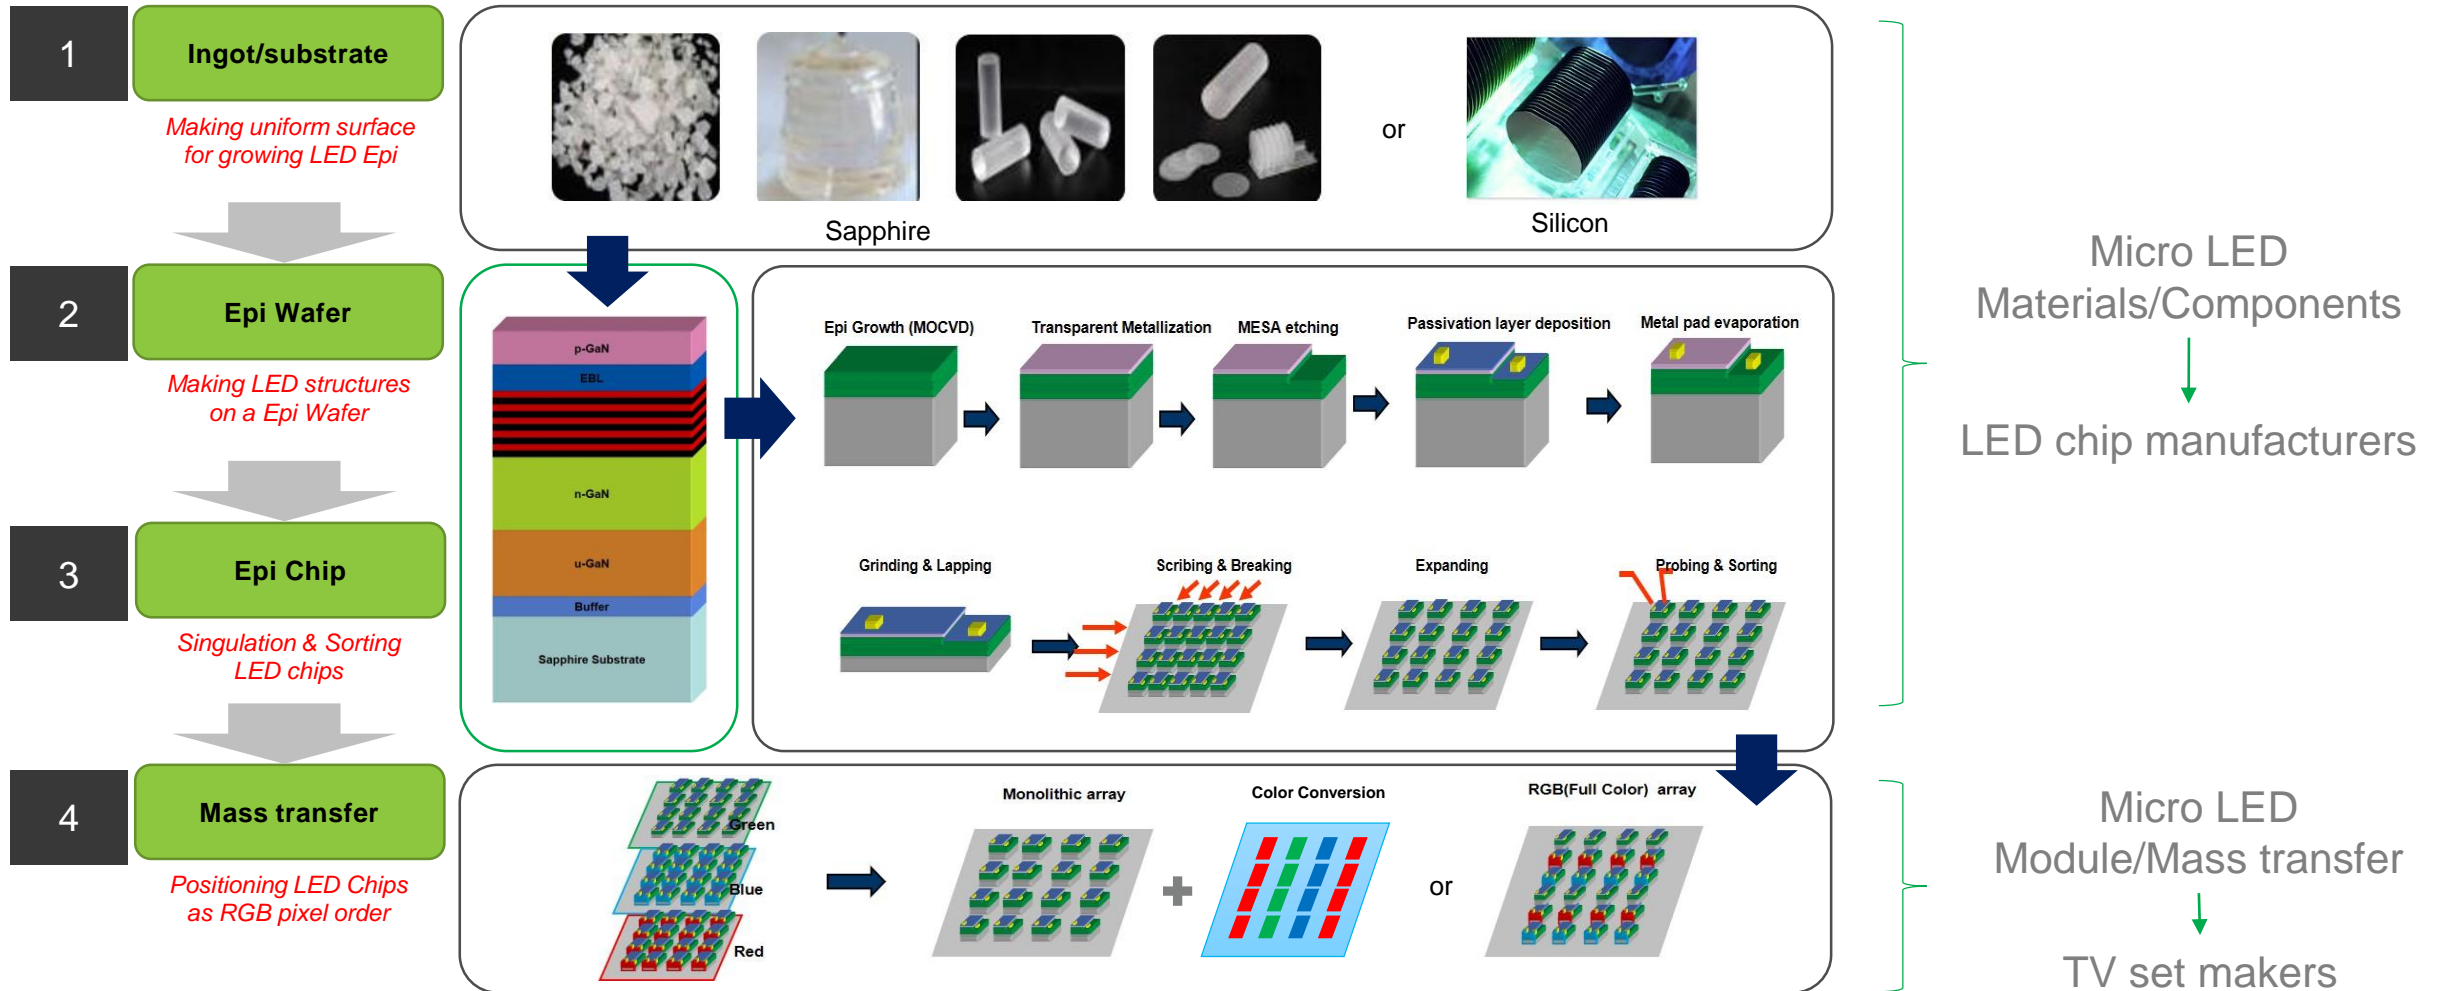 1
Ingot/substrate
Making uniform surface
for growing LED Epi
or
Sapphire
Silicon
2
Epi Wafer
Making LED structures
on a Epi Wafer
p-GaN
EBL
n-GaN
u-GaN
Buffer
Sapphire Substrate
Epi Growth (MOCVD)
Transparent Metallization
MESA etching
Passivation layer deposition
Metal pad evaporation
3
Epi Chip
Singulation & Sorting
LED chips
Grinding & Lapping
Scribing & Breaking
Expanding
Probing & Sorting
Micro LED
Materials/Components
LED chip manufacturers
4
Mass transfer
Positioning LED Chips
as RGB pixel order
Green
Blue
Red
Monolithic array
Color Conversion
or
RGB(Full Color) array
Micro LED
Module/Mass transfer
TV set makers